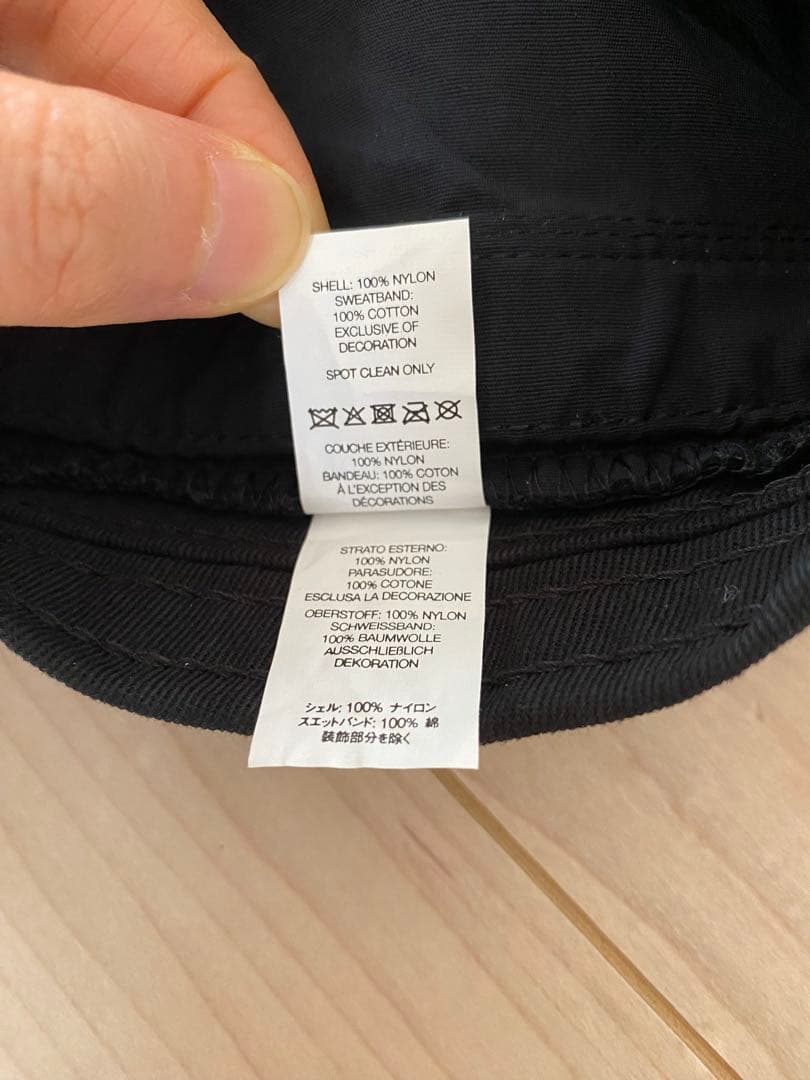 SHELL: 100% NYLON
SWEATBAND:
100% COTTON
EXCLUSIVE OF
DECORATION
SPOT CLEAN ONLY
COUCHE EXTÉRIEURE:
100% NYLON
BANDEAU: 100% COTON
À L'EXCEPTION DES
DÉCORATIONS
STRATO ESTERNO:
100% NYLON
PARASUDORE:
100% COTONE
ESCLUSA LA DECORAZIONE
OBERSTOFF: 100% NYLON
SCHWEISSBAND:
100% BAUMWOLLE
AUSSCHLIEßLICH
DEKORATION
シェル: 100% ナイロン
スエットバンド: 100% 綿
装飾部分を除く